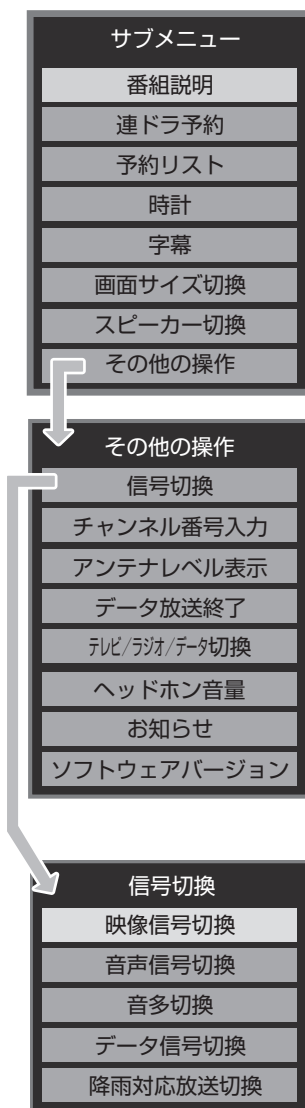 サブメニュー
番組説明
連ドラ予約
予約リスト
時計
字幕
画面サイズ切換
スピーカー切換
その他の操作
その他の操作
信号切換
チャンネル番号入力
アンテナレベル表示
データ放送終了
テレビ/ラジオ/データ切換
ヘッドホン音量
お知らせ
ソフトウェアバージョン
信号切換
映像信号切換
音声信号切換
音多切換
データ信号切換
降雨対応放送切換